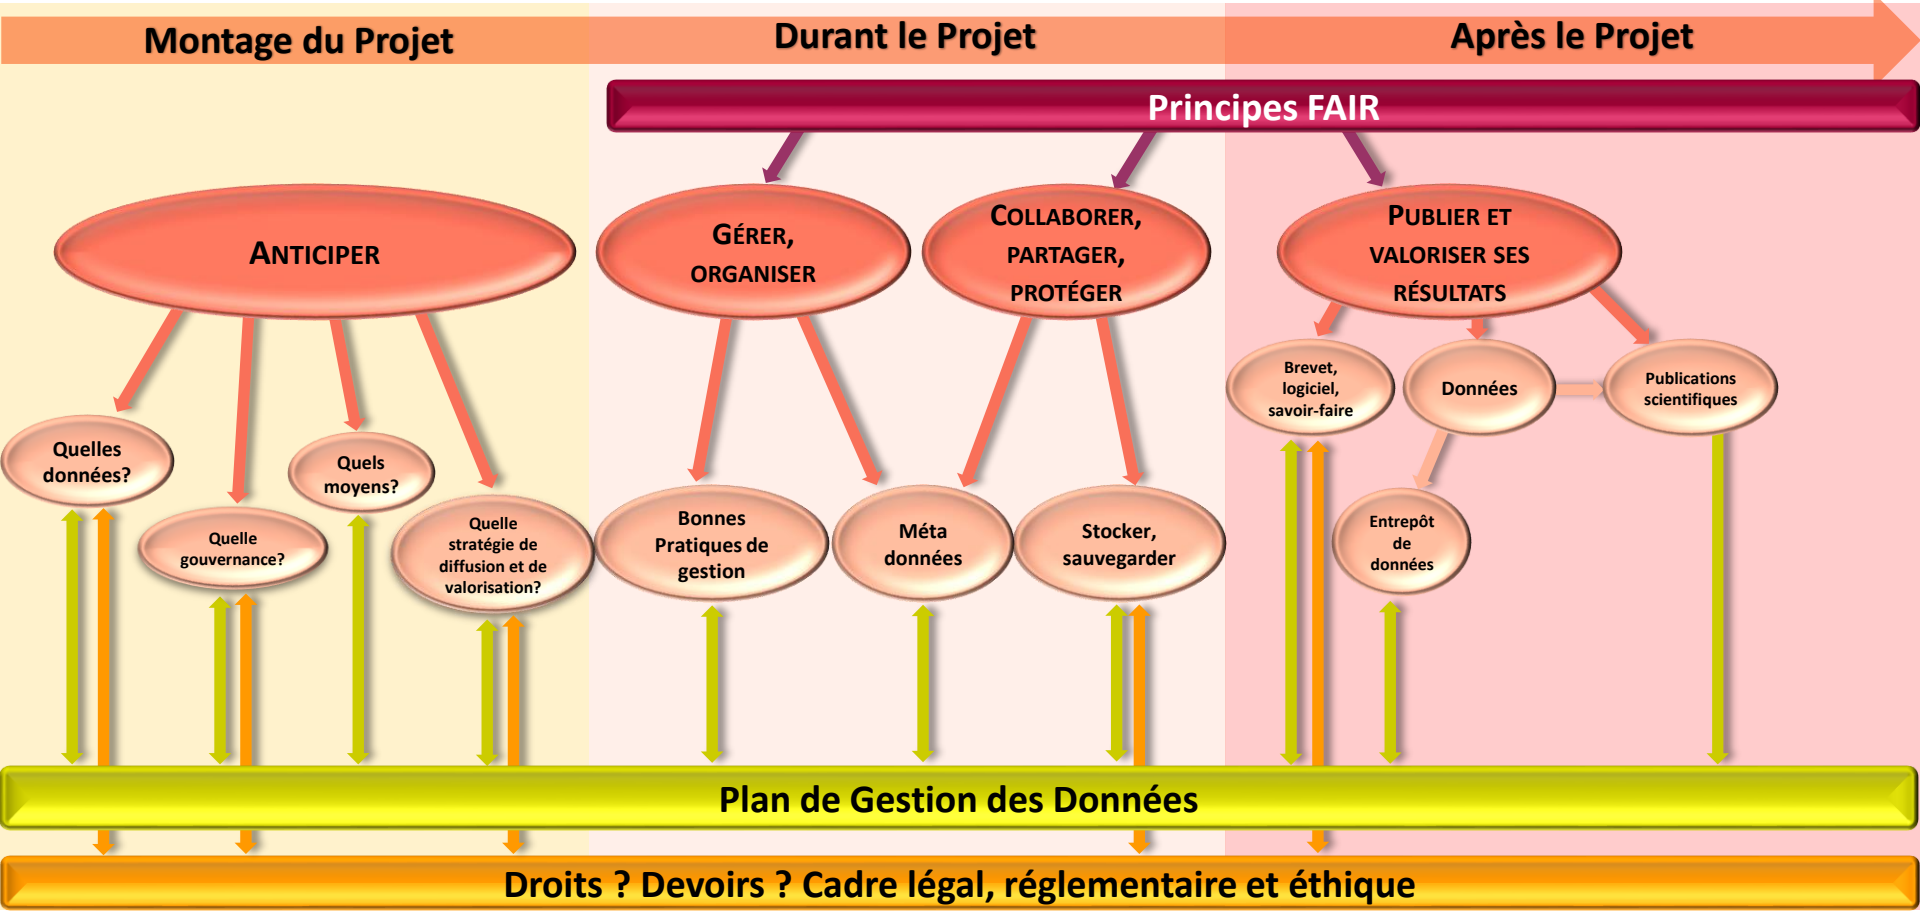 Montage du Projet
Durant le Projet
Après le Projet
Principes FAIR
ANTICIPER
GÉRER,
ORGANISER
COLLABORER,
PARTAGER,
PROTÉGER
PUBLIER ET
VALORISER SES
RÉSULTATS
Quelles
données?
Quelle
gouvernance?
Quels
moyens?
Quelle
stratégie de
diffusion et de
valorisation?
Bonnes
Pratiques de
gestion
Méta
données
Stocker,
sauvegarder
Brevet,
logiciel,
savoir-faire
Données
Publications
scientifiques
Entrepôt
de
données
Plan de Gestion des Données
Droits ? Devoirs ? Cadre légal, réglementaire et éthique